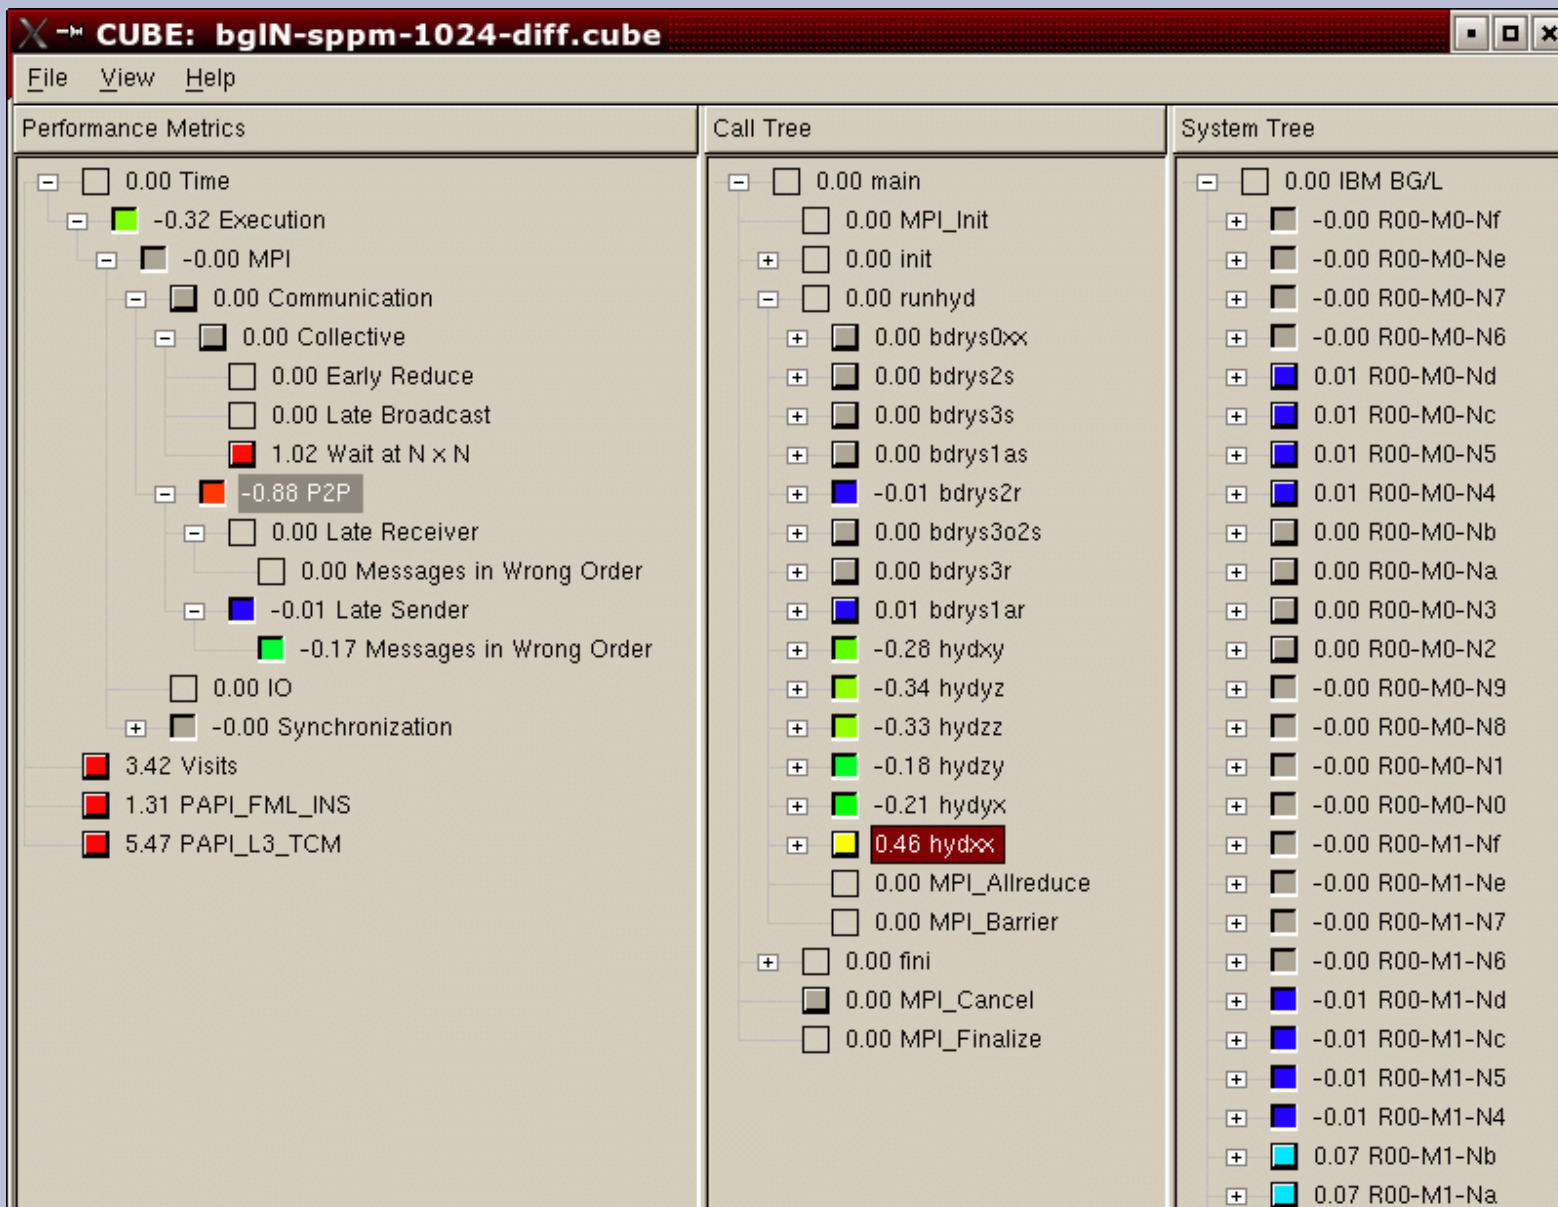 CUBE: bglN-sppm-1024-diff.cube
File View Help
Performance Metrics
0.00 Time
-0.32 Execution
-0.00 MPI
0.00 Communication
0.00 Collective
0.00 Early Reduce
0.00 Late Broadcast
1.02 Wait at N x N
-0.88 P2P
0.00 Late Receiver
0.00 Messages in Wrong Order
-0.01 Late Sender
-0.17 Messages in Wrong Order
0.00 IO
-0.00 Synchronization
3.42 Visits
1.31 PAPI_FML_INS
5.47 PAPI_L3_TCM
Call Tree
0.00 main
0.00 MPI_Init
0.00 init
0.00 runhyd
0.00 bdrys0xx
0.00 bdrys2s
0.00 bdrys3s
0.00 bdrys1as
-0.01 bdrys2r
0.00 bdrys3o2s
0.00 bdrys3r
0.01 bdrys1ar
-0.28 hydxy
-0.34 hydyz
-0.33 hydzz
-0.18 hydzy
-0.21 hydyx
0.46 hydxx
0.00 MPI_Allreduce
0.00 MPI_Barrier
0.00 fini
0.00 MPI_Cancel
0.00 MPI_Finalize
System Tree
0.00 IBM BG/L
-0.00 R00-M0-Nf
-0.00 R00-M0-Ne
-0.00 R00-M0-N7
-0.00 R00-M0-N6
0.01 R00-M0-Nd
0.01 R00-M0-Nc
0.01 R00-M0-N5
0.01 R00-M0-N4
0.00 R00-M0-Nb
0.00 R00-M0-Na
0.00 R00-M0-N3
0.00 R00-M0-N2
-0.00 R00-M0-N9
-0.00 R00-M0-N8
-0.00 R00-M0-N1
-0.00 R00-M0-N0
-0.00 R00-M1-Nf
-0.00 R00-M1-Ne
-0.00 R00-M1-N7
-0.00 R00-M1-N6
-0.01 R00-M1-Nd
-0.01 R00-M1-Nc
-0.01 R00-M1-N5
-0.01 R00-M1-N4
0.07 R00-M1-Nb
0.07 R00-M1-Na